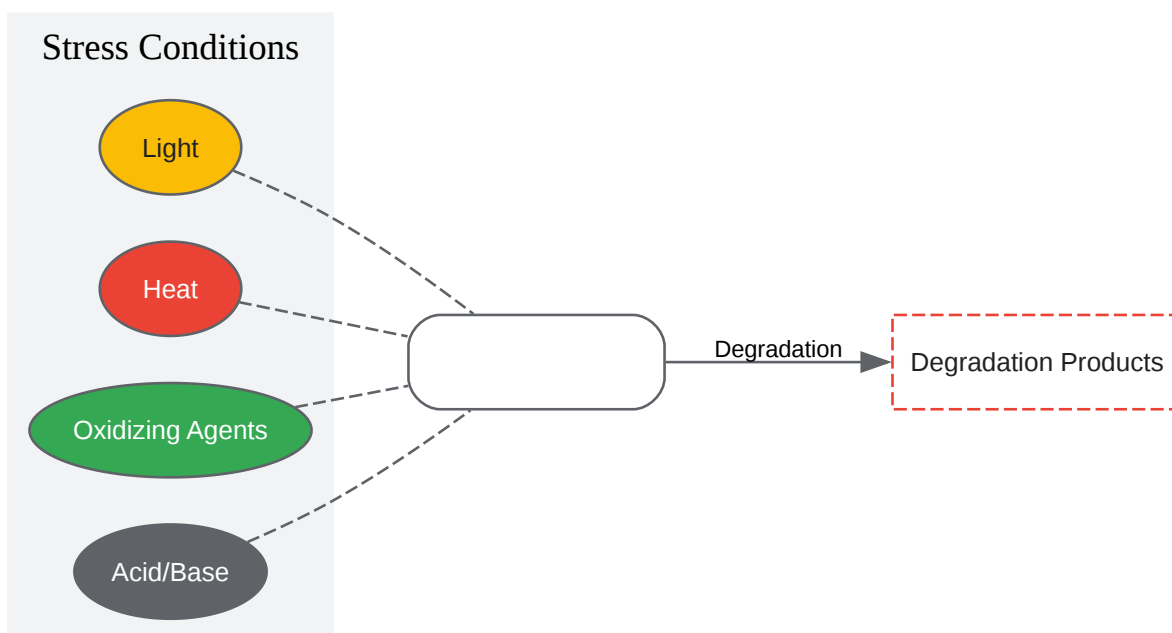 Stress Conditions
Light
Heat
Oxidizing Agents
Acid/Base
Degradation
Degradation Products